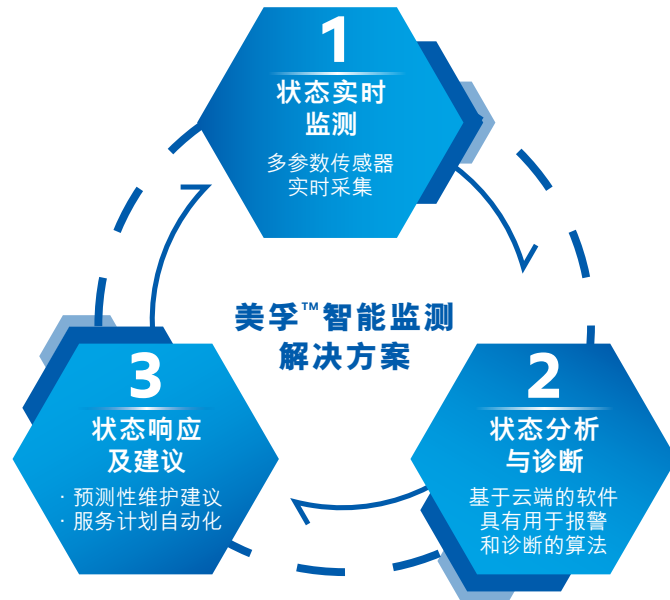 1
状态实时
监测
多参数传感器
实时采集
美孚™智能监测
解决方案
2
状态分析
与诊断
基于云端的软件
具有用于报警
和诊断的算法
3
状态响应
及建议
· 预测性维护建议
· 服务计划自动化